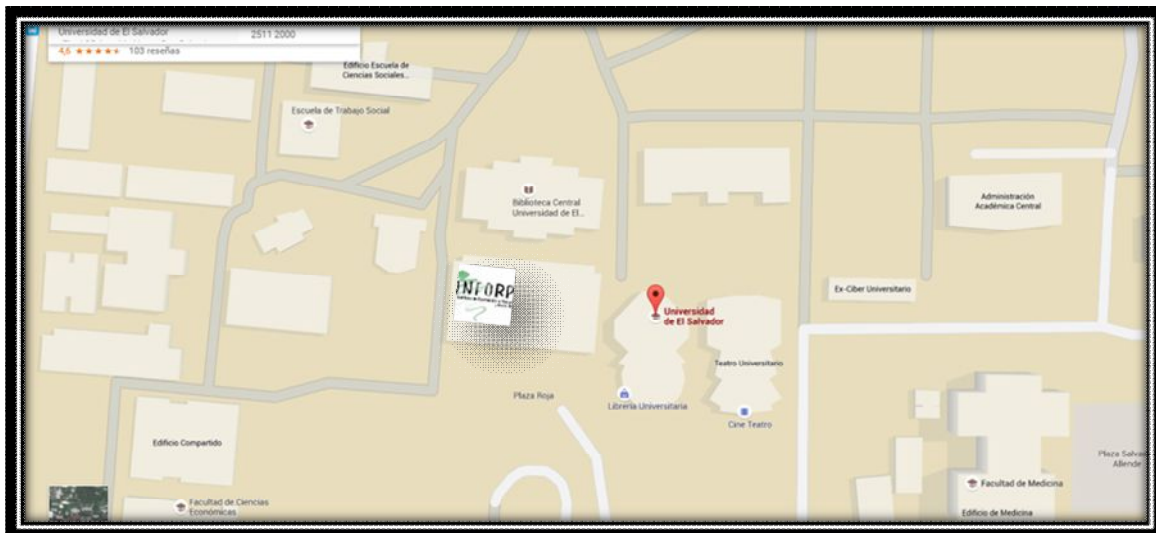 Universidad de El Salvador
2511 2000
4,6 ★★★★★ 103 reseñas
Edificio Escuela de
Ciencias Sociales...
Escuela de Trabajo Social
Biblioteca Central
Universidad de El...
Administración
Académica Central
INFORP
Ex-Ciber Universitario
Universidad
de El Salvador
Teatro Universitario
Plaza Roja
Librería Universitaria
Cine Teatro
Edificio Compartido
Plaza Salva
Allende
Facultad de Medicina
Facultad de Ciencias
Económicas
Edificio de Medicina